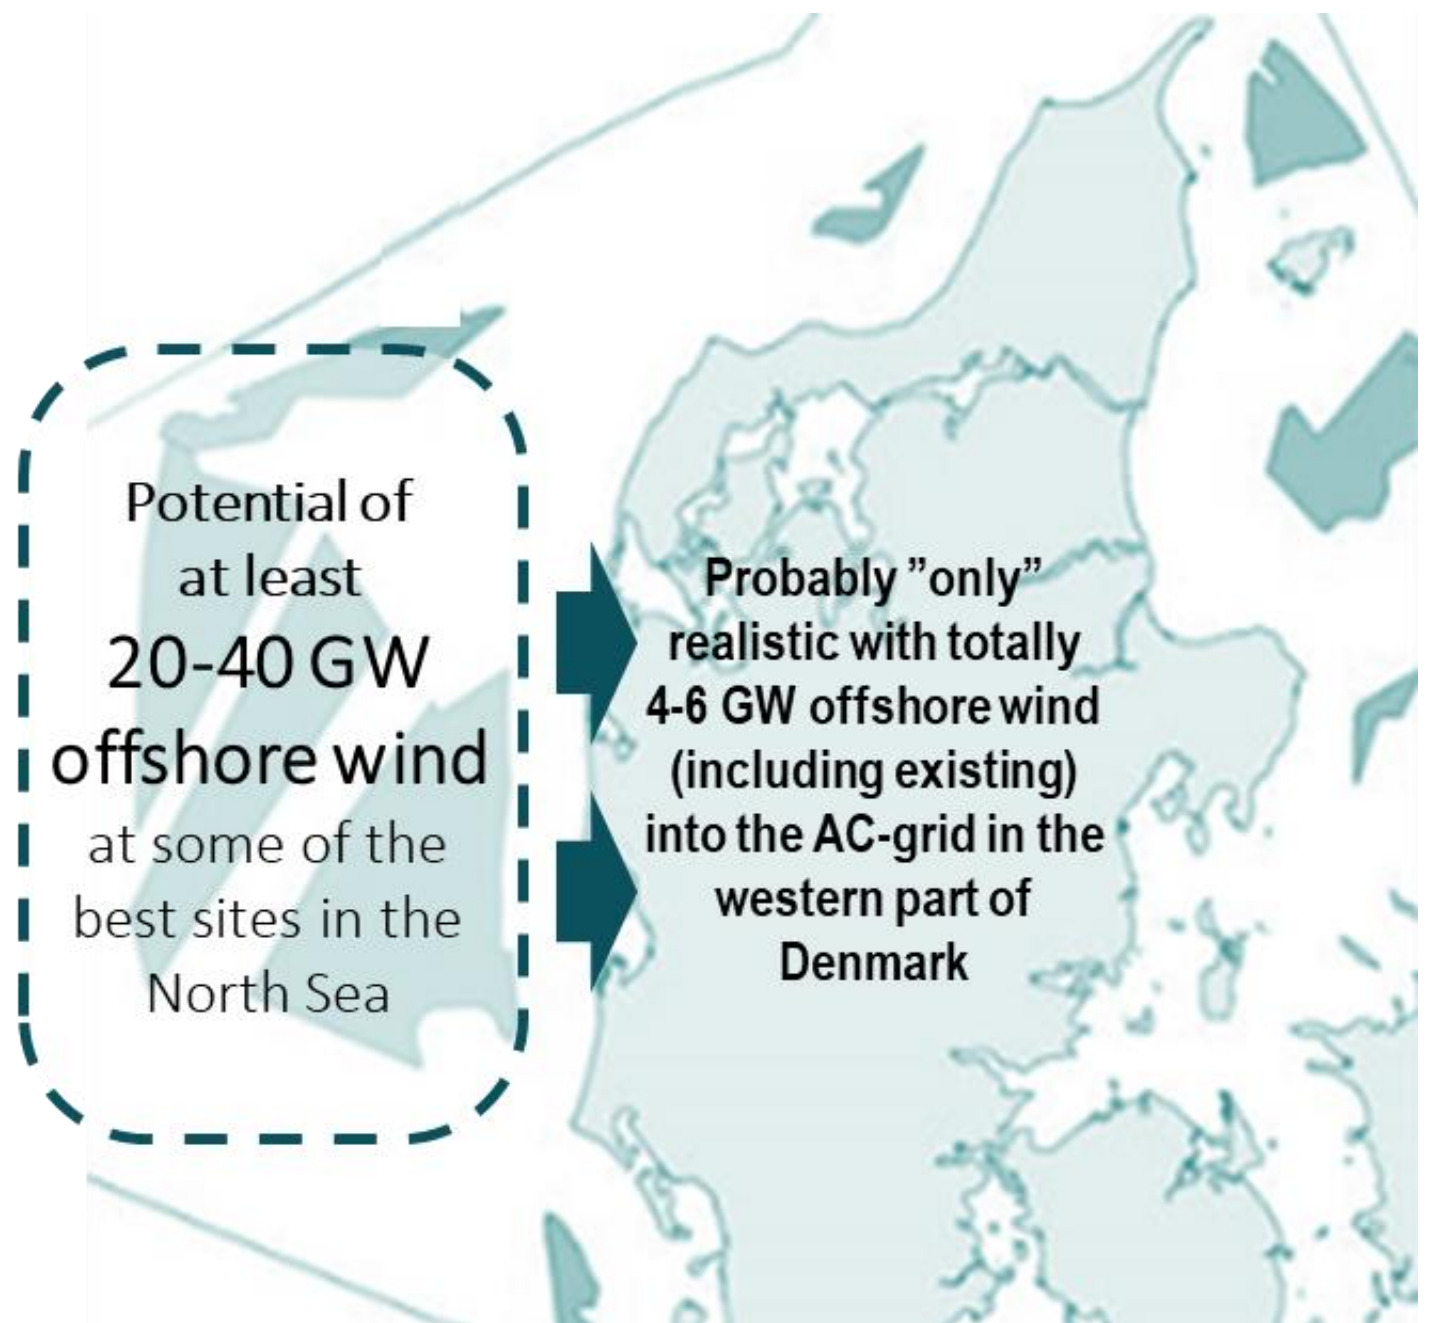 Potential of
at least
20-40 GW
offshore wind
at some of the
best sites in the
North Sea
Probably ”only”
realistic with totally
4-6 GW offshore wind
(including existing)
into the AC-grid in the
western part of
Denmark